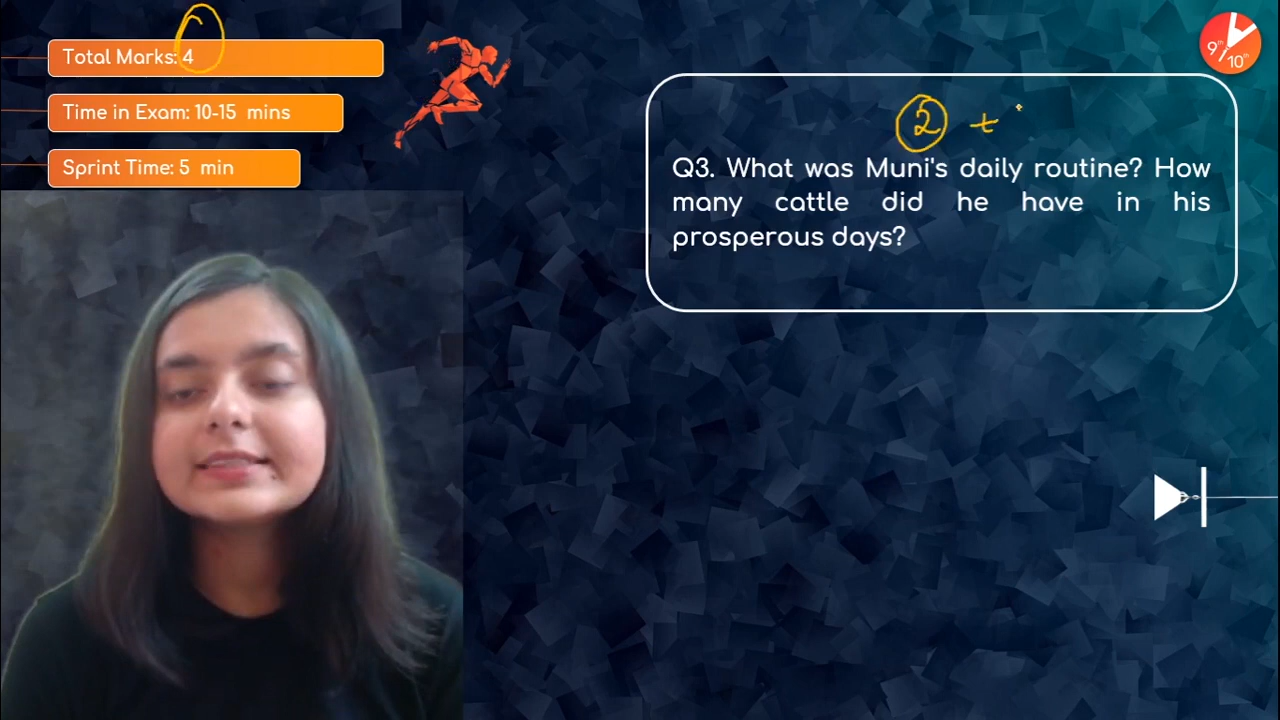 Total Marks: 4
Time in Exam: 10-15 mins
Sprint Time: 5 min
9th
10th
2 +
Q3. What was Muni's daily routine? How
many cattle did he have in his
prosperous days?